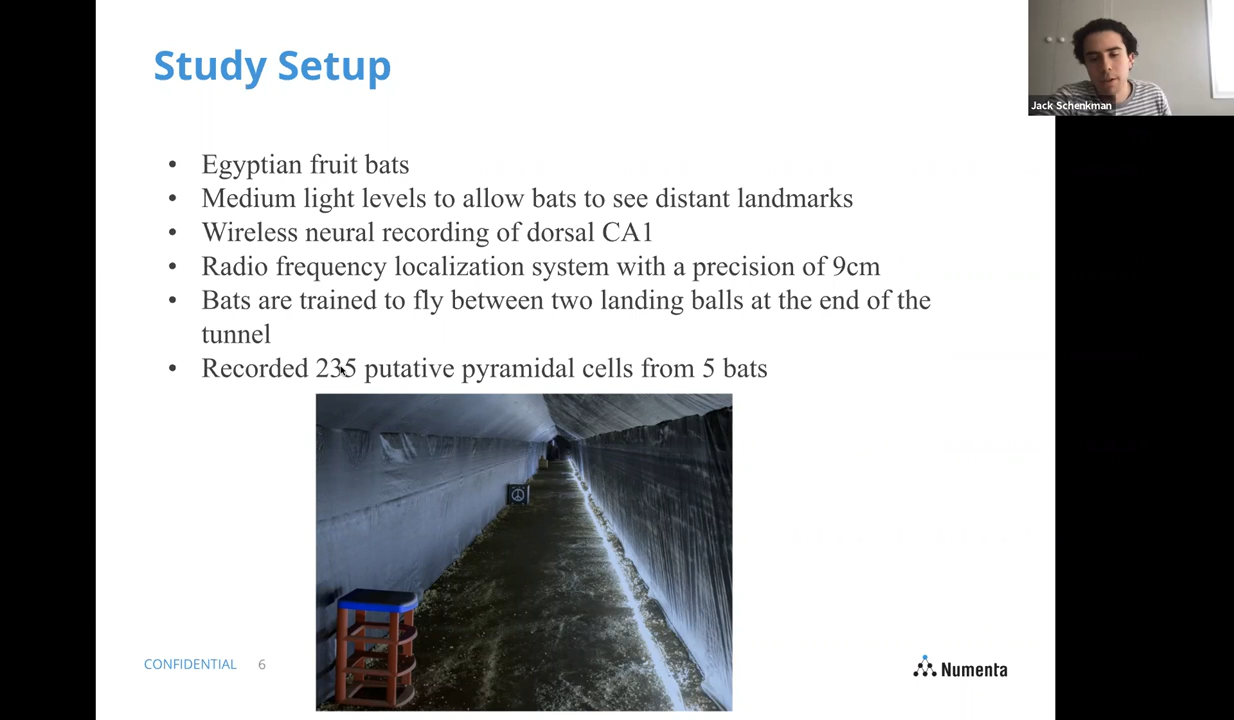 Study Setup
Jack Schenkman
• Egyptian fruit bats
• Medium light levels to allow bats to see distant landmarks
• Wireless neural recording of dorsal CA1
• Radio frequency localization system with a precision of 9cm
• Bats are trained to fly between two landing balls at the end of the
tunnel
• Recorded 235 putative pyramidal cells from 5 bats
CONFIDENTIAL 6
Numenta